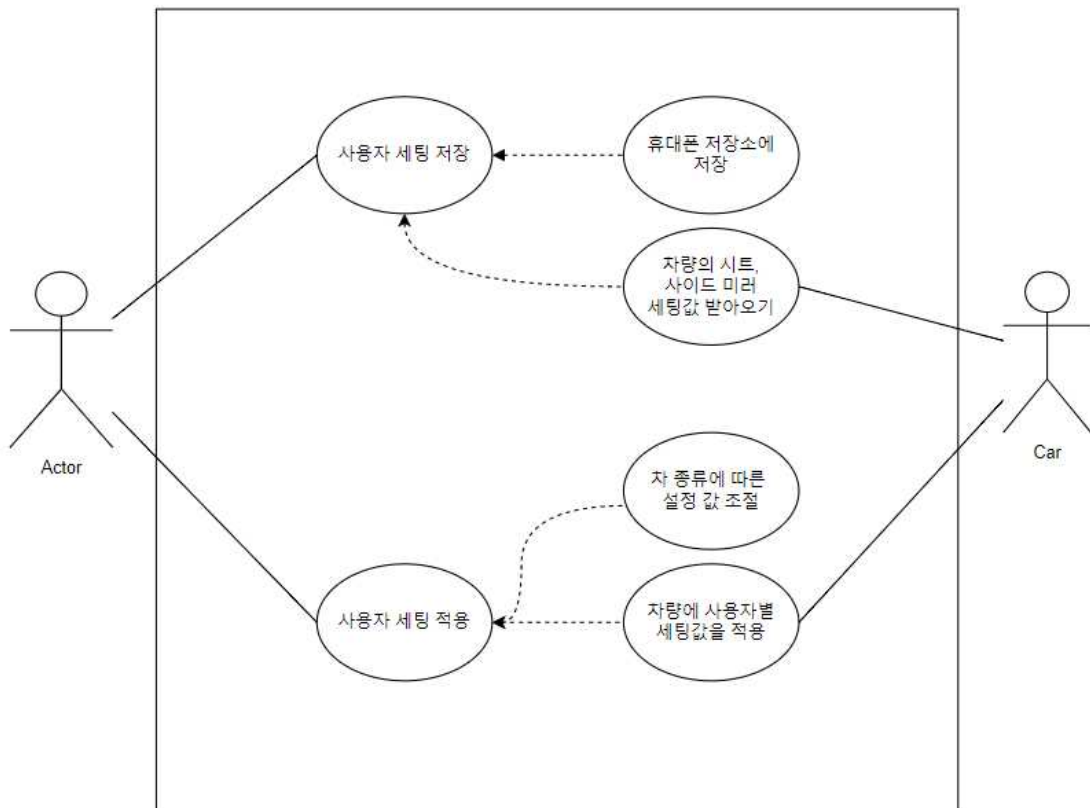 사용자 세팅 저장
휴대폰 저장소에
저장
차량의 시트,
사이드 미러
세팅값 받아오기
Actor
Car
차 종류에 따른
설정 값 조절
사용자 세팅 적용
차량에 사용자별
세팅값을 적용